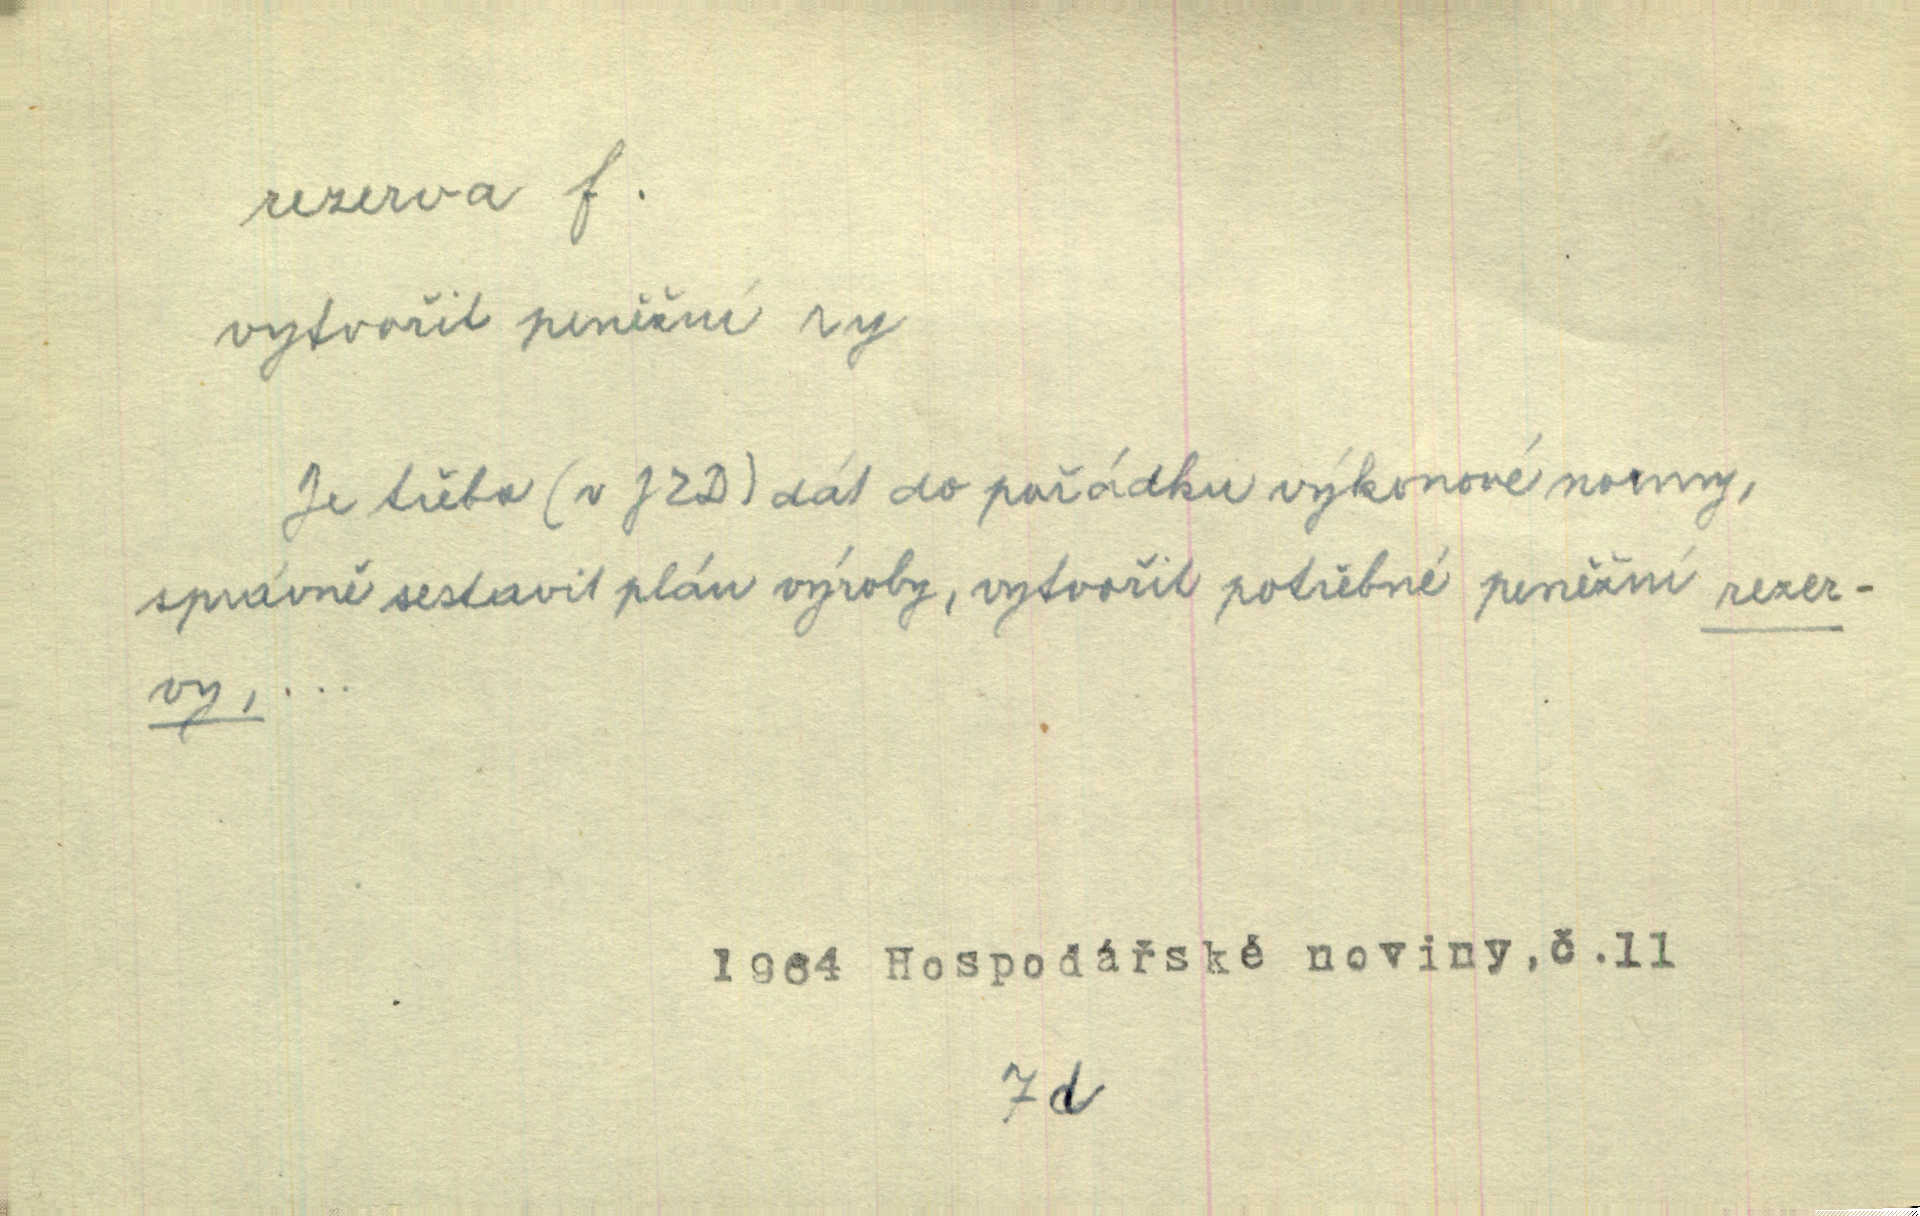 rezerva f.
vytvořit peněžní r-y
Je třeba (v JZD) dát do pořádku výkonové normy,
správně sestavit plán výroby, vytvořit potřebné peněžní rezer-
vy, ...
1964 Hospodářské noviny,č.11
7d